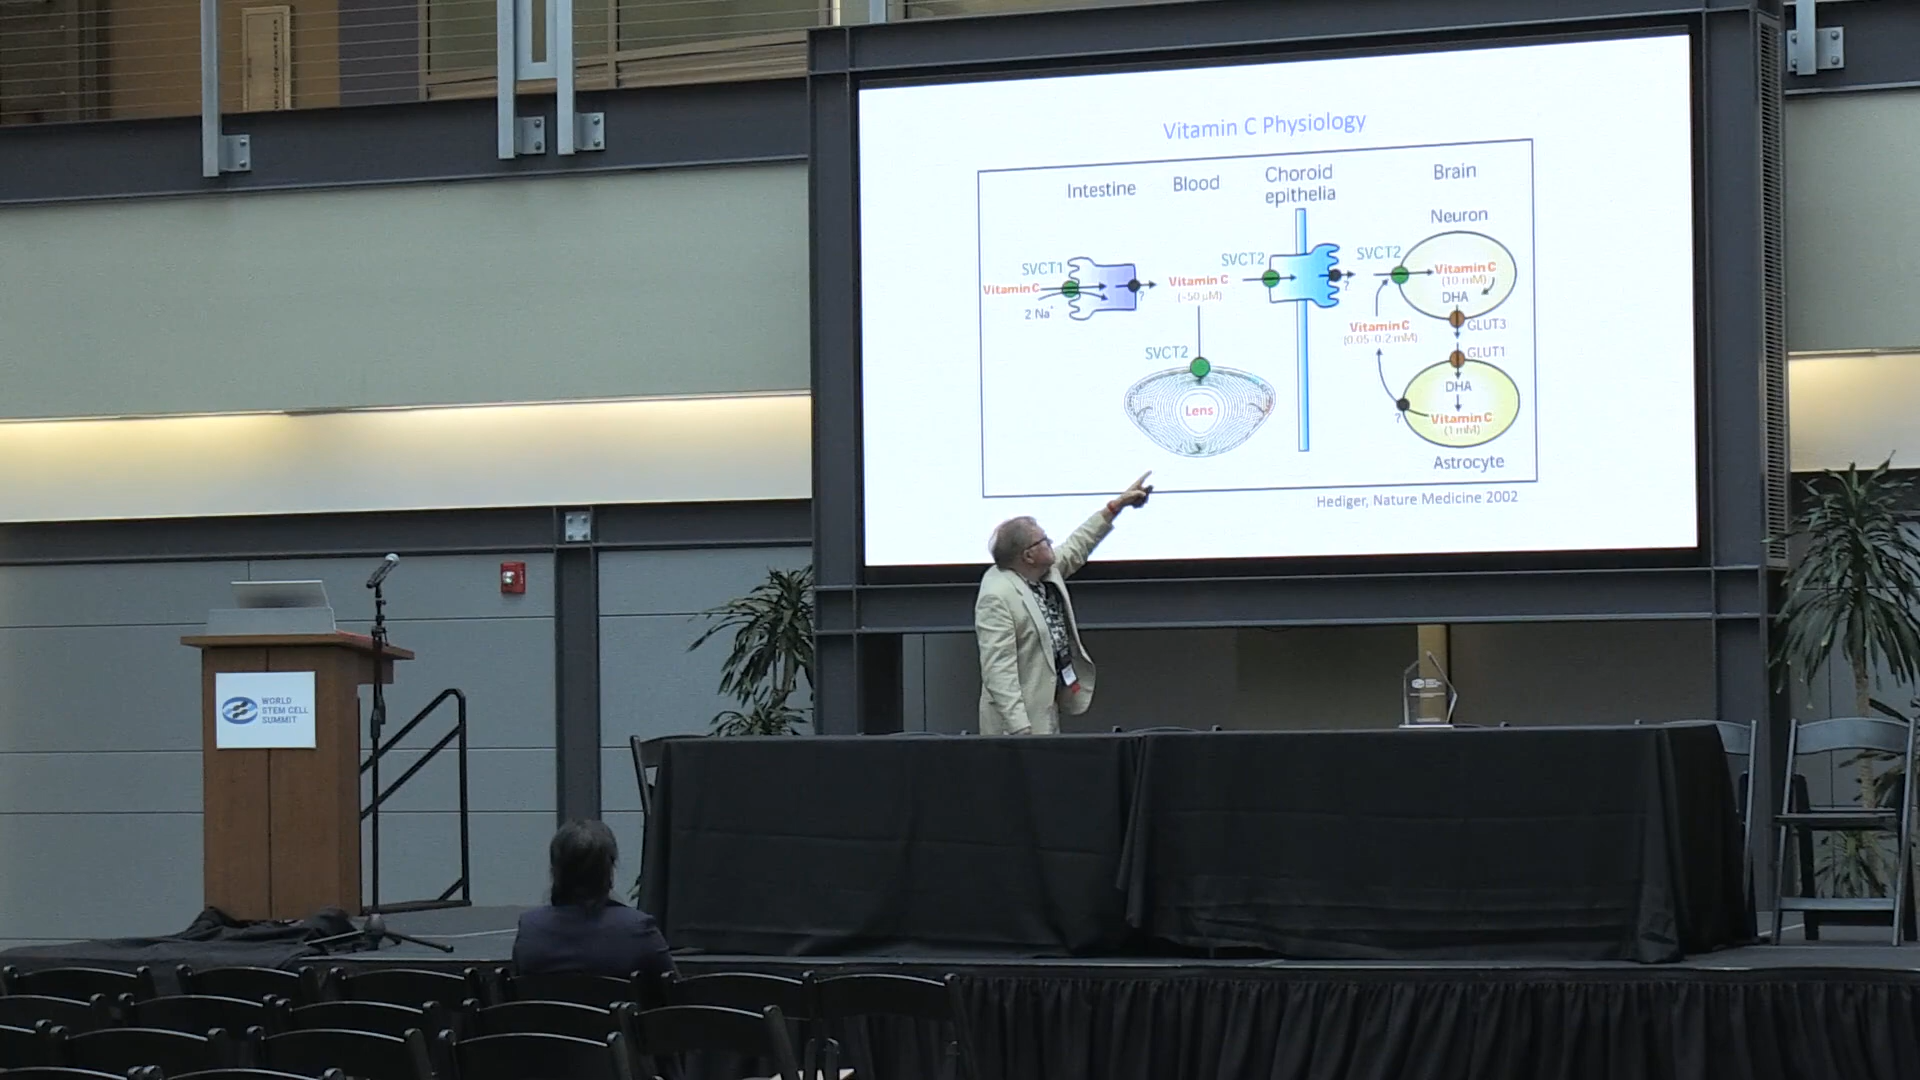 Vitamin C Physiology
Intestine
Blood
Choroid
epithelia
Brain
Neuron
SVCT1
Vitamin C
2 Na+
?
Vitamin C
(~50 µM)
SVCT2
?
SVCT2
Vitamin C
(10 mM)
DHA
GLUT3
Vitamin C
(0.05-0.2 mM)
GLUT1
DHA
Vitamin C
(1 mM)
?
Astrocyte
SVCT2
Lens
Hediger, Nature Medicine 2002
WORLD
STEM CELL
SUMMIT